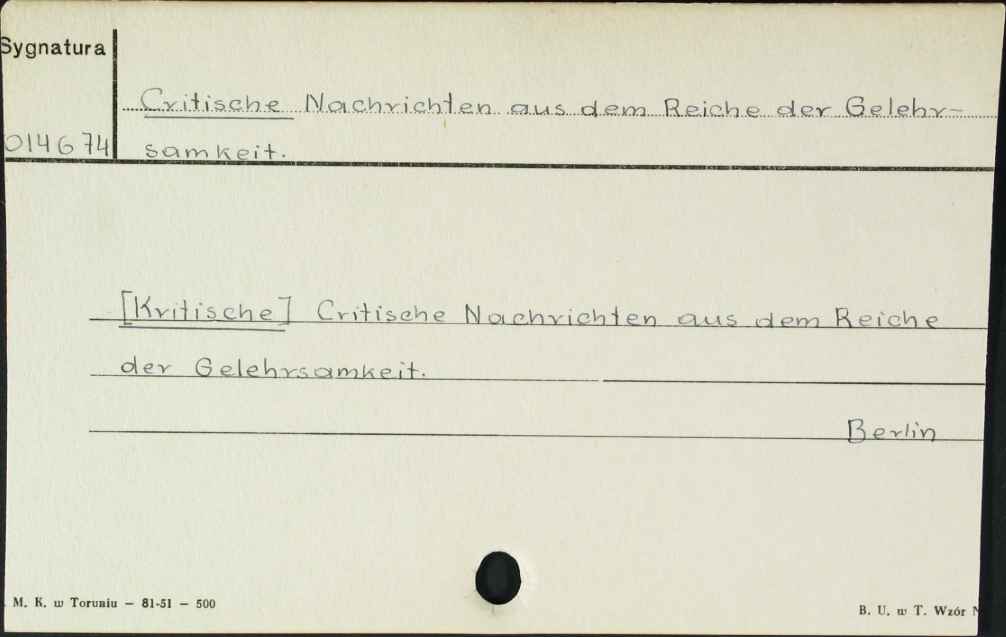 Sygnatura
Critische Nachrichten aus dem Reiche der Gelehr-
014674 samkeit.
[Kritische] Critische Nachrichten aus dem Reiche
der Gelehrsamkeit.
Berlin
M. K. w Toruniu – 81-51 – 500
B. U. w T. Wzór